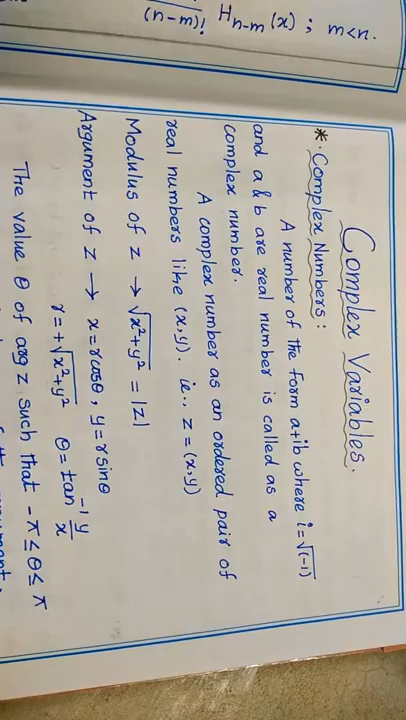 (n-m)! H_{n-m}(x) ; m<n.
Complex Variables.
* Complex Numbers :
A number of the form a+ib where i=√(-1)
and a & b are real number is called as a
complex number.
A complex number as an ordered pair of
real numbers like (x,y). ie.., z=(x,y)
Modulus of z → √x²+y² = |z|
Argument of z → x=rcosθ, y=rsinθ
r=+√x²+y² θ=tan⁻¹ y/x
The value θ of arg z such that -π≤θ≤π